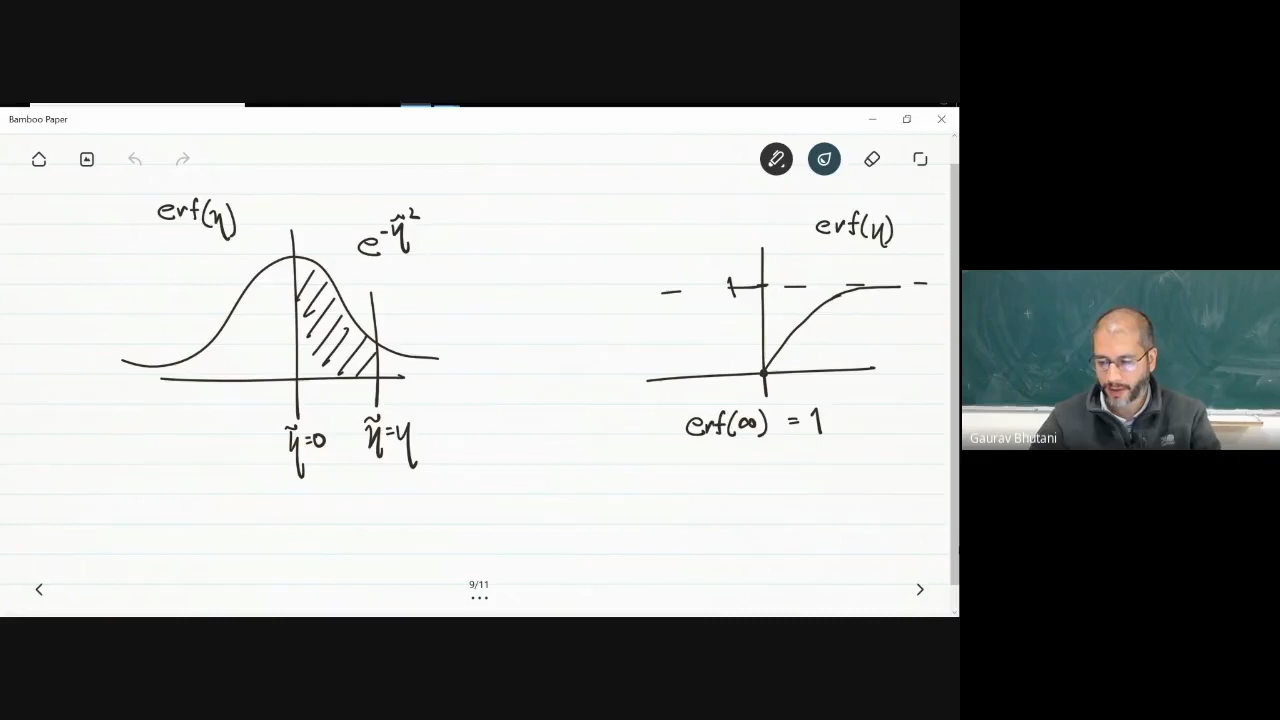 Bamboo Paper
erf(η)
e^-η̃²
η̃=0
η̃=η
erf(η)
1
erf(∞) = 1
9/11
Gaurav Bhutani